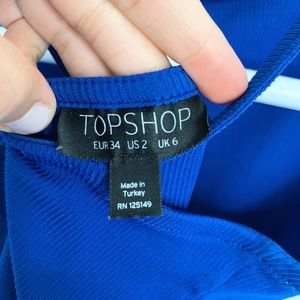 TOPSHOP
EUR 34 US 2 UK 6
Made in
Turkey
RN 125149